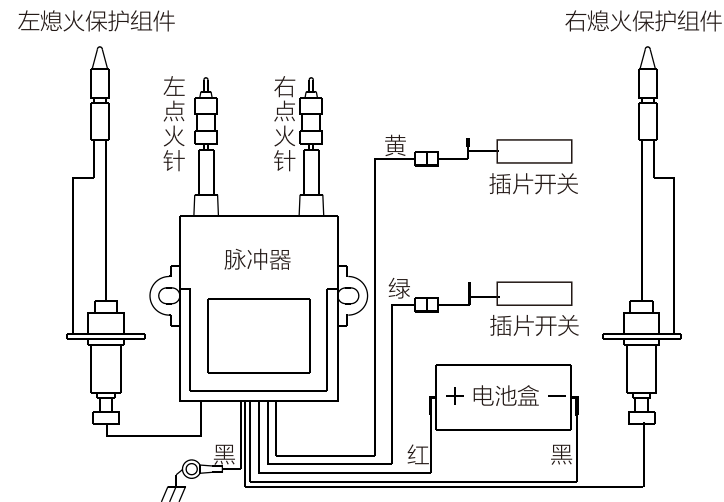 左熄火保护组件
右熄火保护组件
左点火针
右点火针
黄
插片开关
脉冲器
绿
插片开关
+ 电池盒 −
黑
红
黑